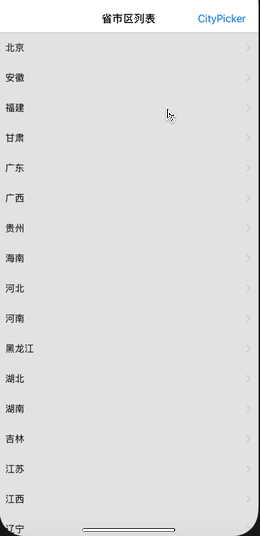 省市区列表 CityPicker
北京
安徽
福建
甘肃
广东
广西
贵州
海南
河北
河南
黑龙江
湖北
湖南
吉林
江苏
江西
辽宁